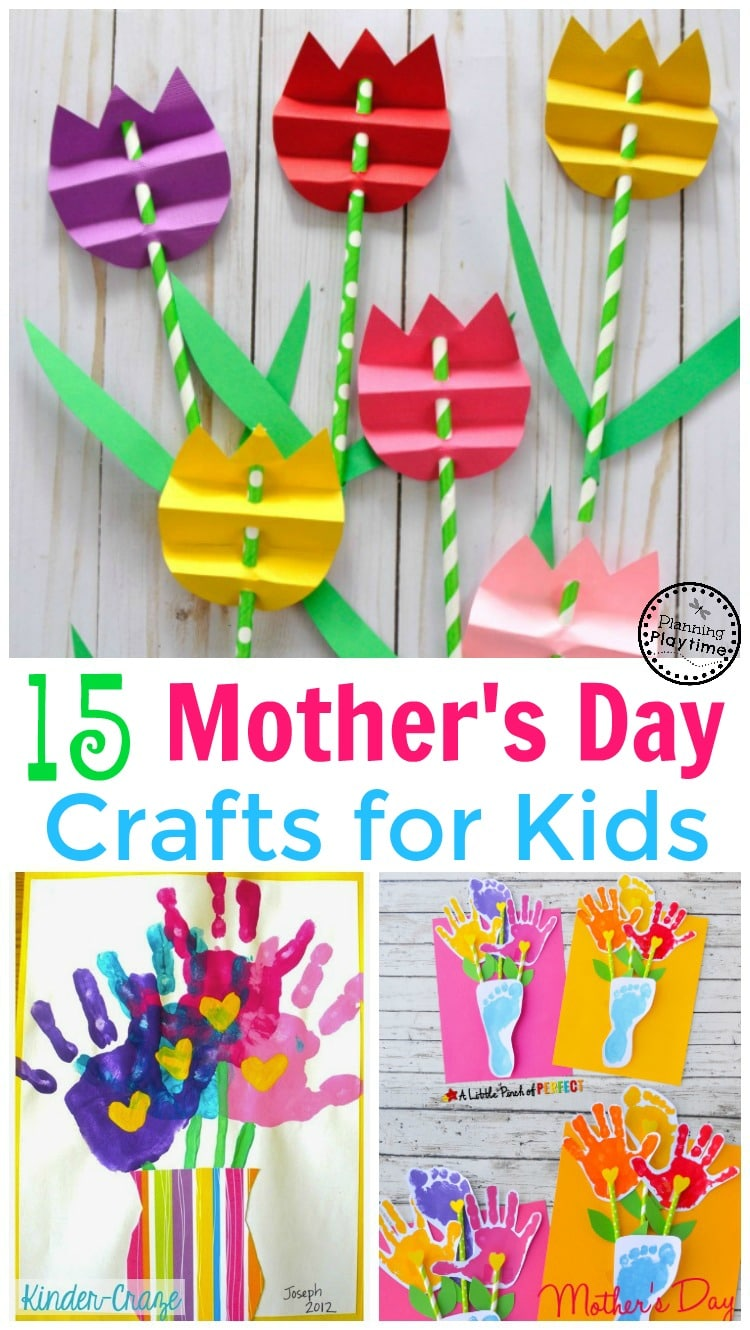 Planning
Playtime
15 Mother's Day
Crafts for Kids
A Little Pinch of PERFECT
Kinder-Craze
Joseph
2012
Mother's Day